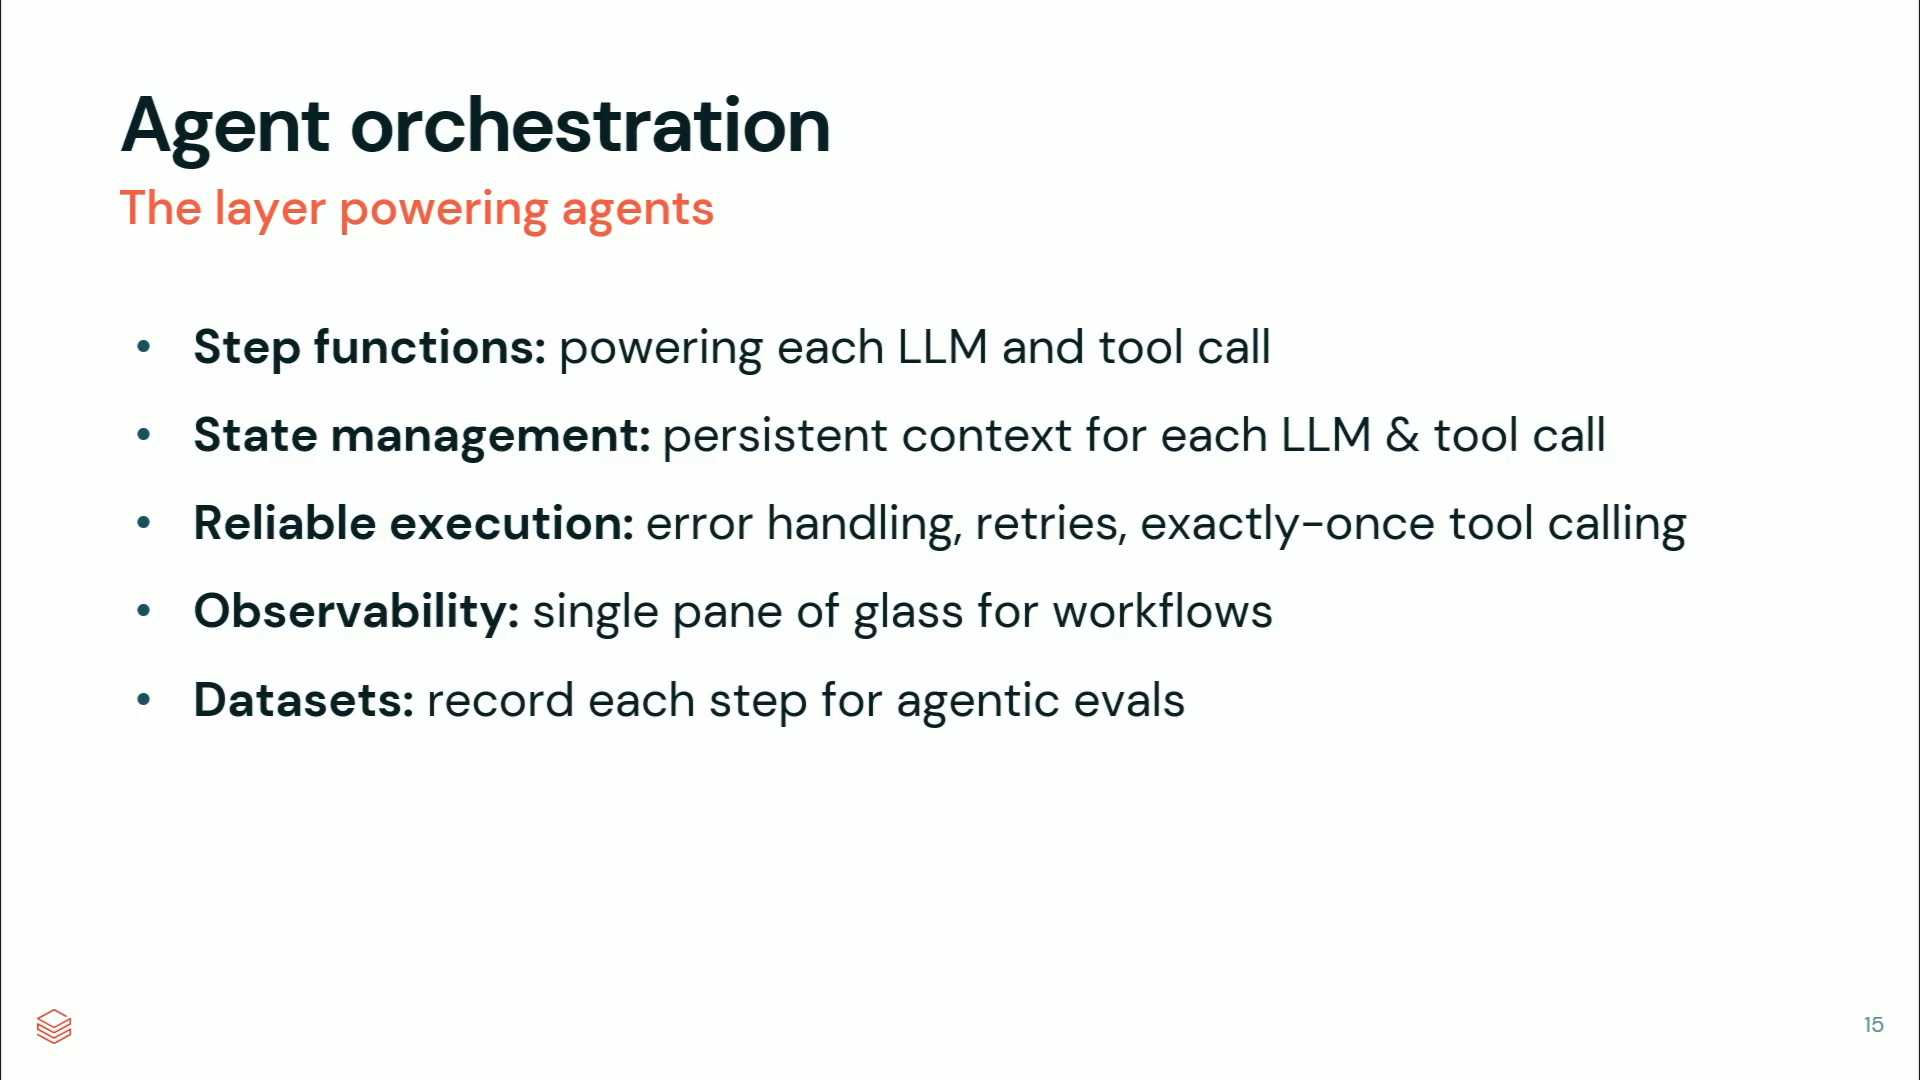 Agent orchestration
The layer powering agents
• Step functions: powering each LLM and tool call
• State management: persistent context for each LLM & tool call
• Reliable execution: error handling, retries, exactly-once tool calling
• Observability: single pane of glass for workflows
• Datasets: record each step for agentic evals
15